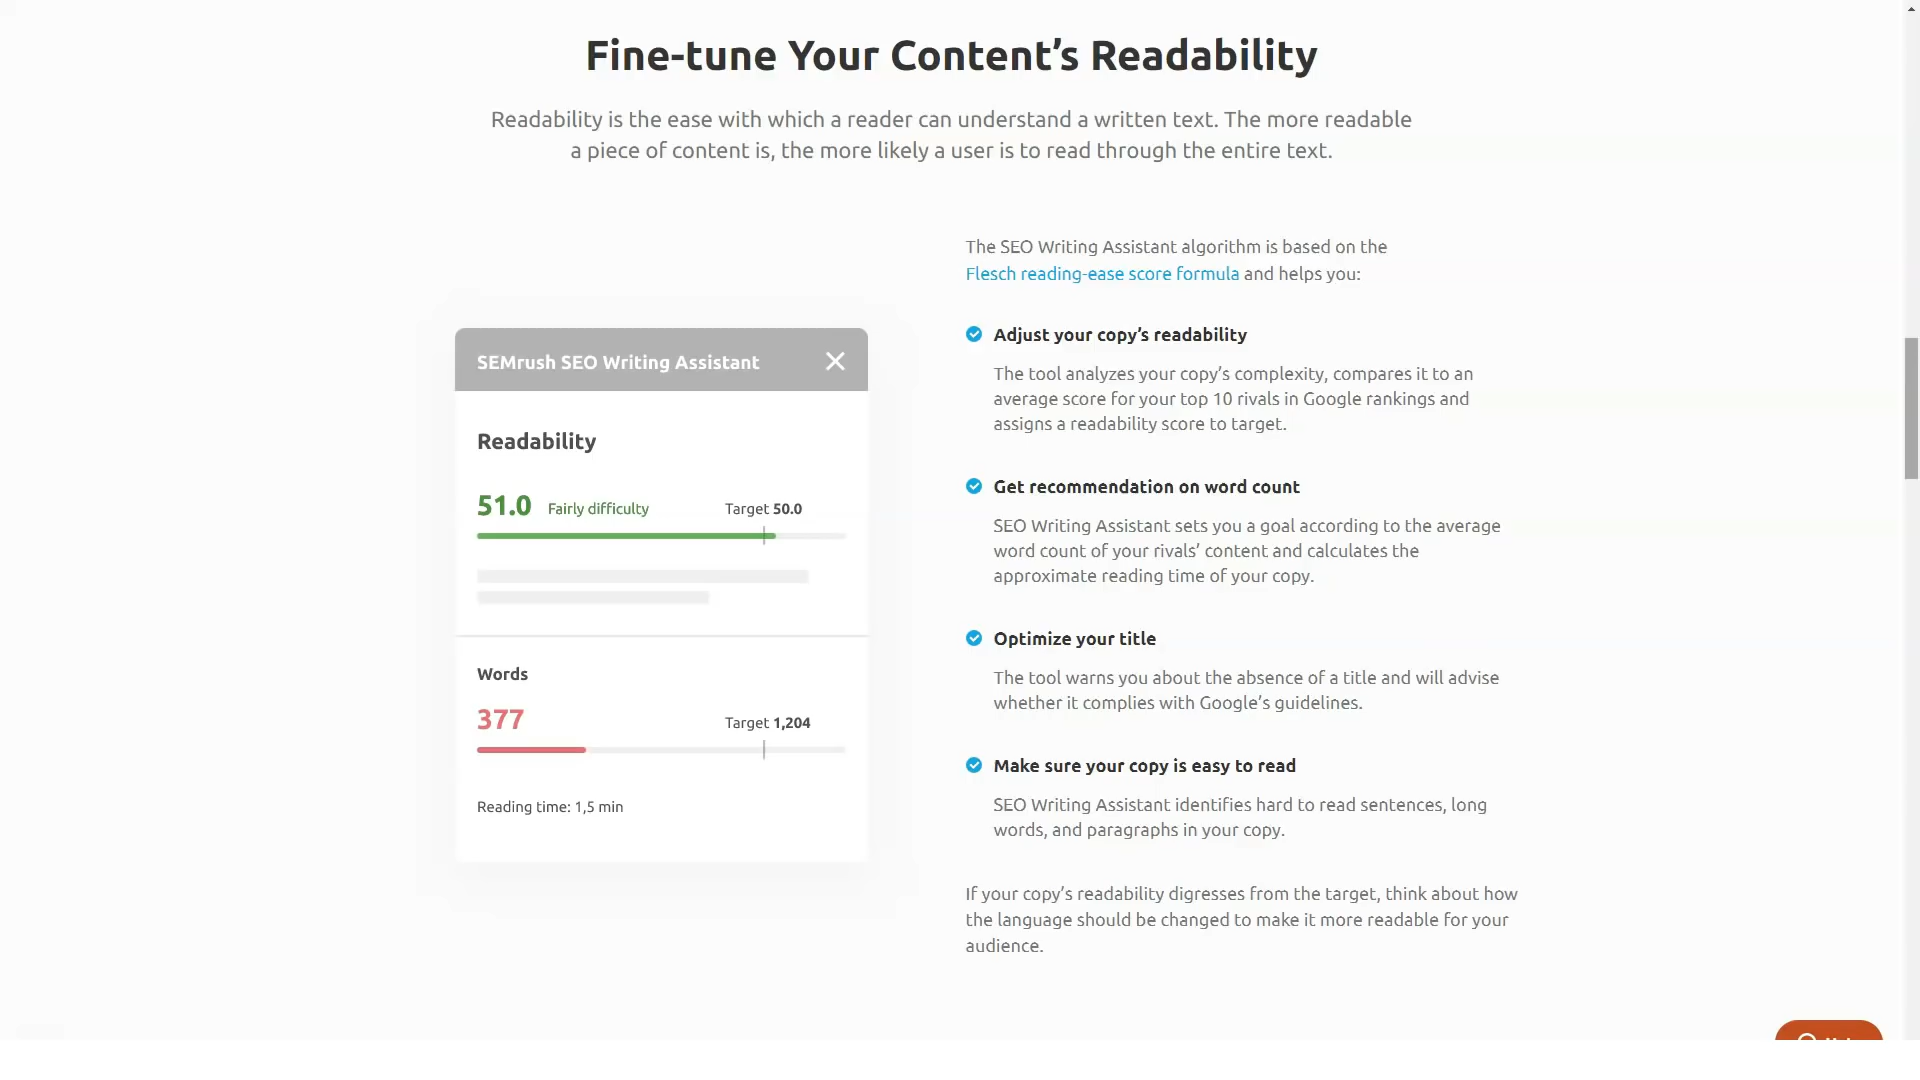 Fine-tune Your Content’s Readability
Readability is the ease with which a reader can understand a written text. The more readable
a piece of content is, the more likely a user is to read through the entire text.
SEMrush SEO Writing Assistant
Readability
51.0 Fairly difficulty Target 50.0
Words
377 Target 1,204
Reading time: 1,5 min
The SEO Writing Assistant algorithm is based on the
Flesch reading-ease score formula and helps you:
Adjust your copy’s readability
The tool analyzes your copy’s complexity, compares it to an
average score for your top 10 rivals in Google rankings and
assigns a readability score to target.
Get recommendation on word count
SEO Writing Assistant sets you a goal according to the average
word count of your rivals’ content and calculates the
approximate reading time of your copy.
Optimize your title
The tool warns you about the absence of a title and will advise
whether it complies with Google’s guidelines.
Make sure your copy is easy to read
SEO Writing Assistant identifies hard to read sentences, long
words, and paragraphs in your copy.
If your copy’s readability digresses from the target, think about how
the language should be changed to make it more readable for your
audience.